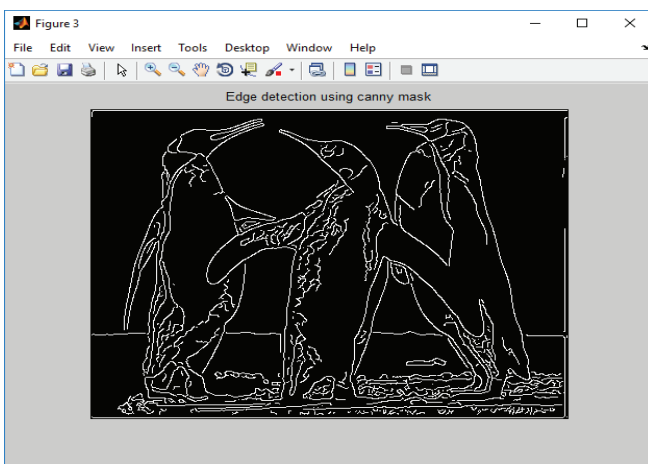 Figure 3
File Edit View Insert Tools Desktop Window Help
Edge detection using canny mask